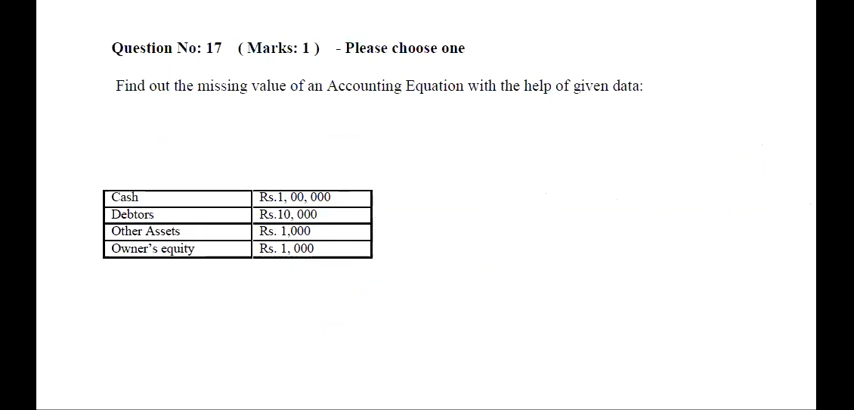 Question No: 17 ( Marks: 1 ) - Please choose one
Find out the missing value of an Accounting Equation with the help of given data:
Cash Rs.1, 00, 000
Debtors Rs.10, 000
Other Assets Rs. 1,000
Owner's equity Rs. 1, 000